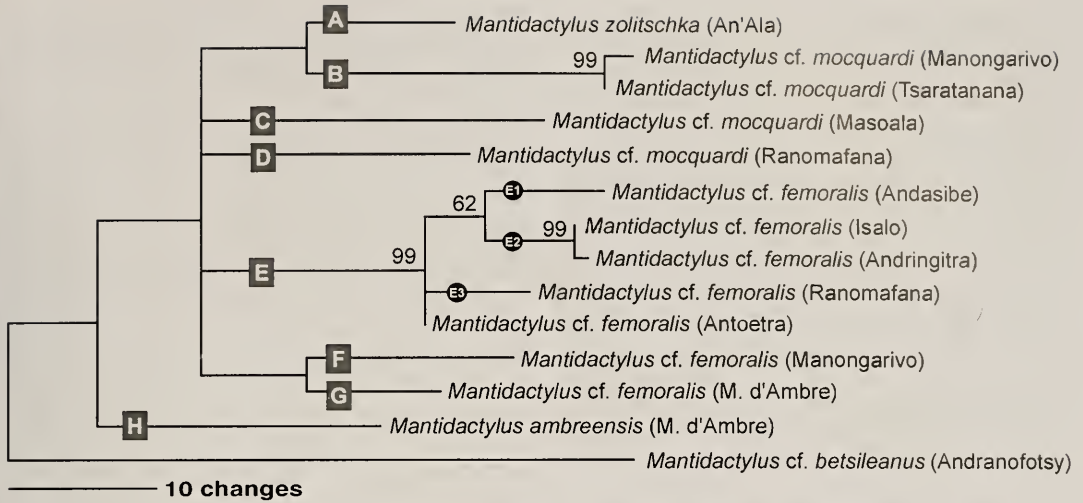 A Mantidactylus zolitschka (An'Ala)
99 Mantidactylus cf. mocquardi (Manongarivo)
B Mantidactylus cf. mocquardi (Tsaratanana)
C Mantidactylus cf. mocquardi (Masoala)
D Mantidactylus cf. mocquardi (Ranomafana)
E1 Mantidactylus cf. femoralis (Andasibe)
62
E2 99 Mantidactylus cf. femoralis (Isalo)
Mantidactylus cf. femoralis (Andringitra)
E 99
E3 Mantidactylus cf. femoralis (Ranomafana)
Mantidactylus cf. femoralis (Antoetra)
F Mantidactylus cf. femoralis (Manongarivo)
G Mantidactylus cf. femoralis (M. d'Ambre)
H Mantidactylus ambreensis (M. d'Ambre)
Mantidactylus cf. betsileanus (Andranofotsy)
10 changes